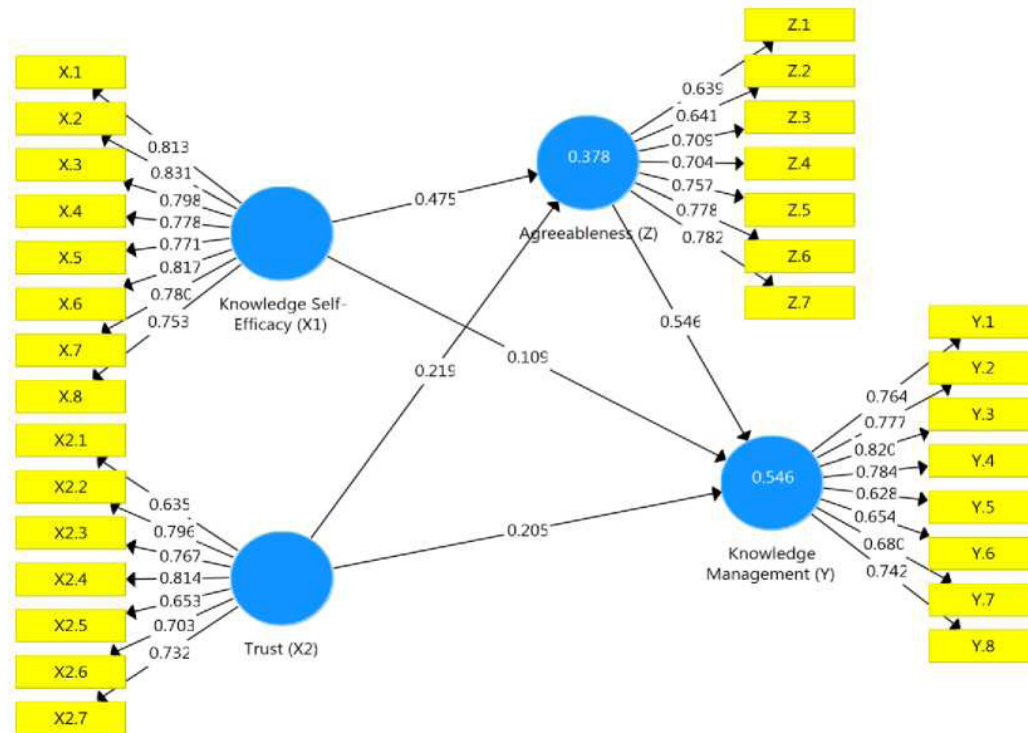 X.1
X.2
X.3
X.4
X.5
X.6
X.7
X.8
0.813
0.831
0.798
0.778
0.771
0.817
0.780
0.753
Knowledge Self-
Efficacy (X1)
X2.1
X2.2
X2.3
X2.4
X2.5
X2.6
X2.7
0.635
0.796
0.767
0.814
0.653
0.703
0.732
Trust (X2)
0.475
0.219
0.109
0.205
0.546
0.378
Agreeableness (Z)
0.639
0.641
0.709
0.704
0.757
0.778
0.782
Z.1
Z.2
Z.3
Z.4
Z.5
Z.6
Z.7
0.546
Knowledge
Management (Y)
0.764
0.777
0.820
0.784
0.628
0.654
0.680
0.742
Y.1
Y.2
Y.3
Y.4
Y.5
Y.6
Y.7
Y.8